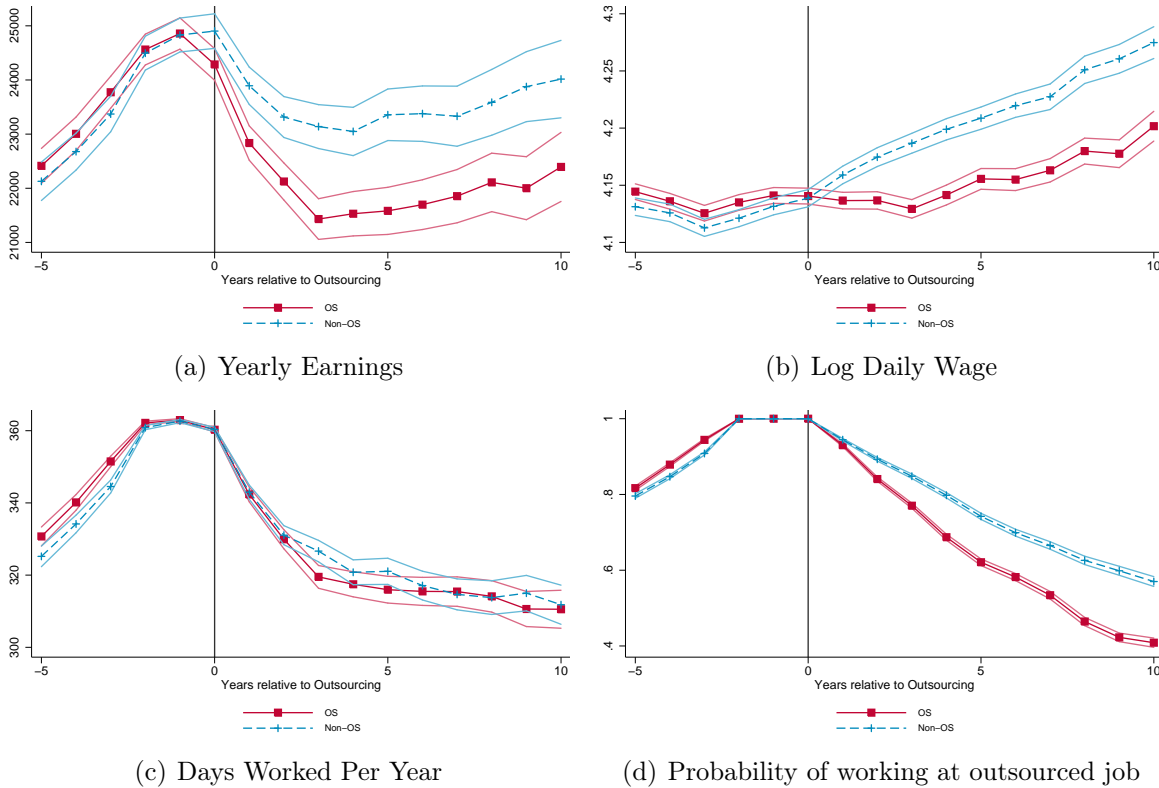 25000
24000
23000
22000
21000
−5 0 5 10
Years relative to Outsourcing
OS
Non−OS
(a) Yearly Earnings
4.3
4.25
4.2
4.15
4.1
−5 0 5 10
Years relative to Outsourcing
OS
Non−OS
(b) Log Daily Wage
360
340
320
300
−5 0 5 10
Years relative to Outsourcing
OS
Non−OS
(c) Days Worked Per Year
1
.8
.6
.4
−5 0 5 10
Years relative to Outsourcing
OS
Non−OS
(d) Probability of working at outsourced job